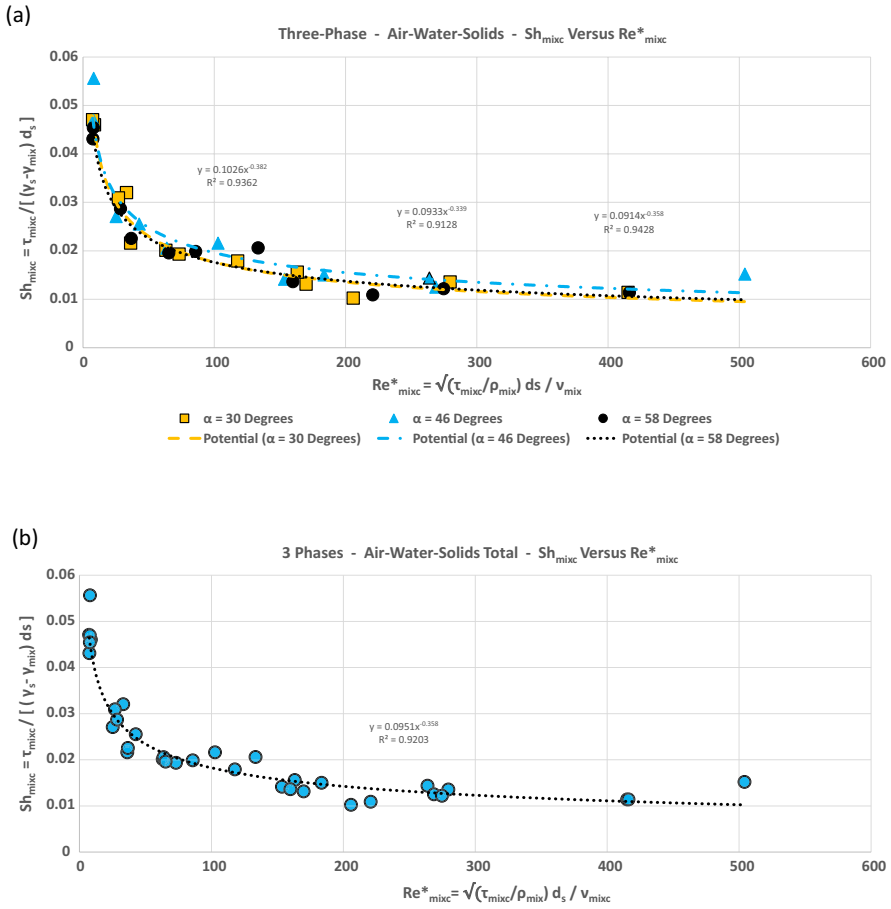 (a)
Three-Phase - Air-Water-Solids - Sh_mixc Versus Re*_mixc
Sh_mixc = τ_mixc / [ (γ_s-γ_mix) d_s ]
0.06
0.05
0.04
0.03
0.02
0.01
0
y = 0.1026x^-0.382
R² = 0.9362
y = 0.0933x^-0.339
R² = 0.9128
y = 0.0914x^-0.358
R² = 0.9428
0 100 200 300 400 500 600
Re*_mixc = √(τ_mixc/ρ_mix) ds / ν_mix
α = 30 Degrees α = 46 Degrees α = 58 Degrees
Potential (α = 30 Degrees) Potential (α = 46 Degrees) Potential (α = 58 Degrees)
(b)
3 Phases - Air-Water-Solids Total - Sh_mixc Versus Re*_mixc
Sh_mixc = τ_mixc / [ ( γ_s - γ_mix) ds ]
0.06
0.05
0.04
0.03
0.02
0.01
0
y = 0.0951x^-0.358
R² = 0.9203
0 100 200 300 400 500 600
Re*_mixc = √(τ_mixc/ρ_mix) d_s / ν_mixc